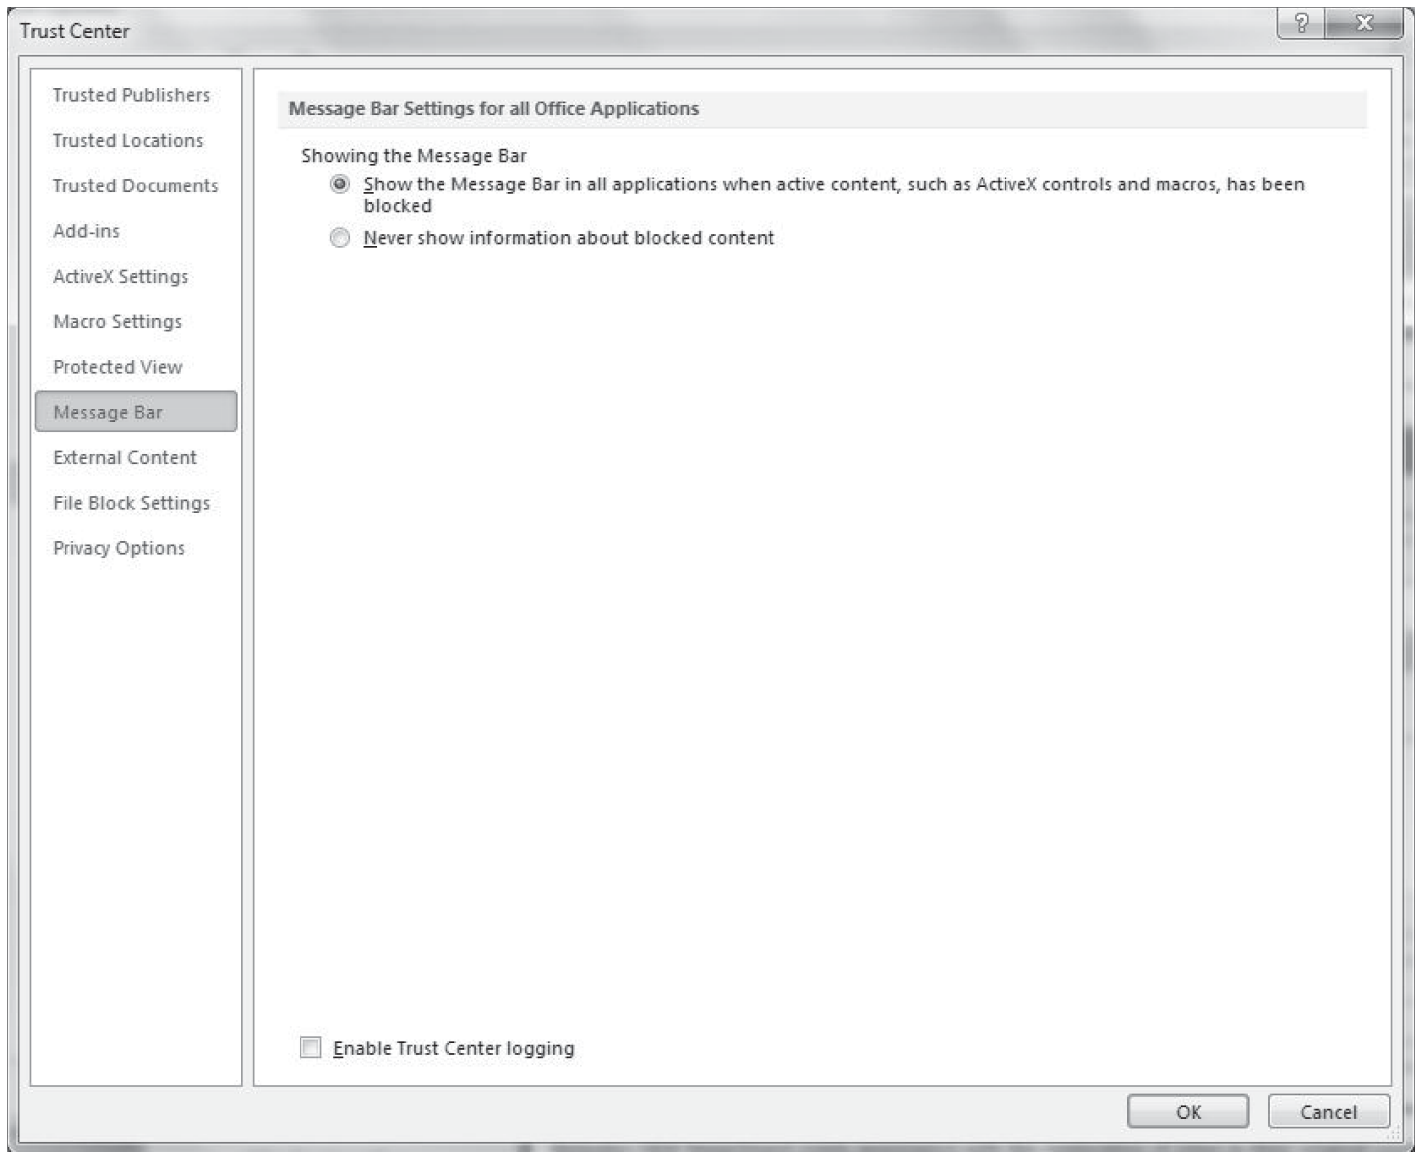 Trust Center
Trusted Publishers
Trusted Locations
Trusted Documents
Add-ins
ActiveX Settings
Macro Settings
Protected View
Message Bar
External Content
File Block Settings
Privacy Options
Message Bar Settings for all Office Applications
Showing the Message Bar
Show the Message Bar in all applications when active content, such as ActiveX controls and macros, has been
blocked
Never show information about blocked content
Enable Trust Center logging
OK
Cancel